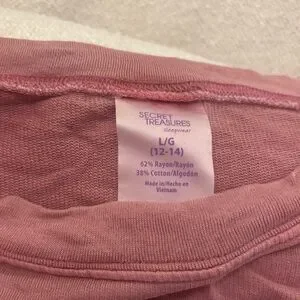 SECRET
TREASURES
sleepwear
L/G
(12-14)
62% Rayon/Rayón
38% Cotton/Algodón
Made in/Hecho en
Vietnam